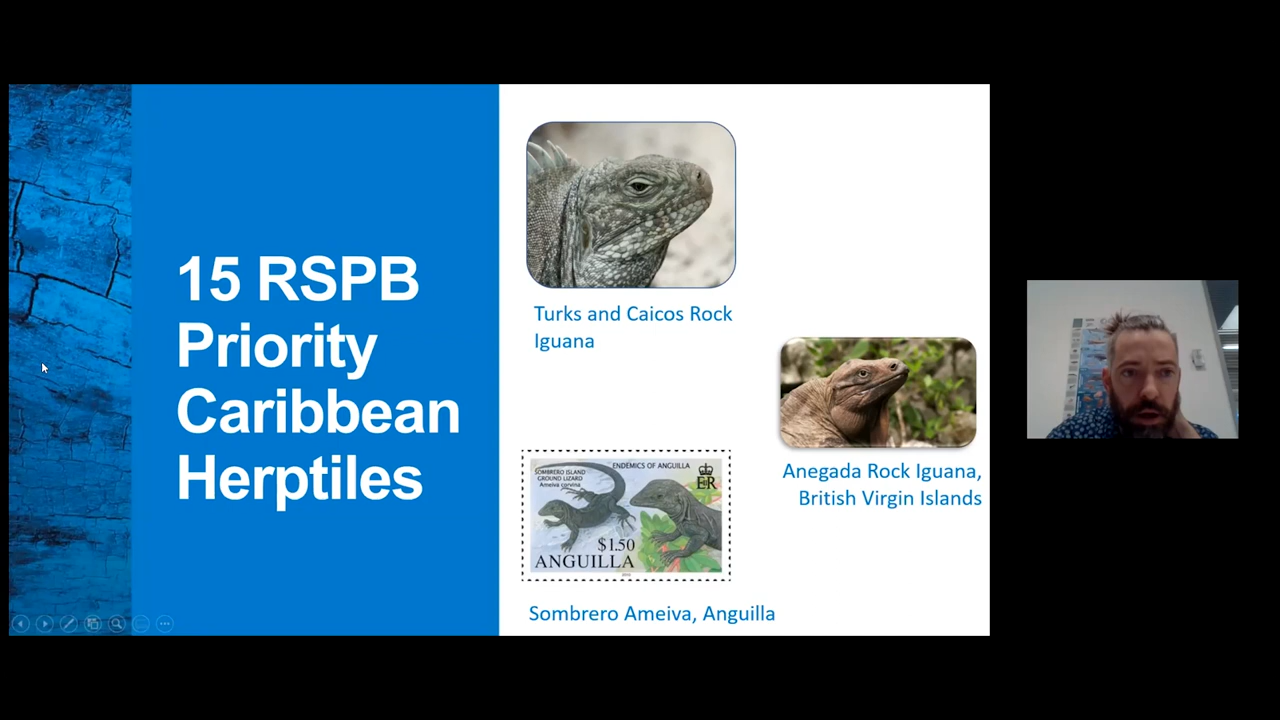 15 RSPB
Priority
Caribbean
Herptiles
Turks and Caicos Rock
Iguana
Anegada Rock Iguana,
British Virgin Islands
SOMBRERO ISLAND
GROUND LIZARD
Ameiva corvina
ENDEMICS OF ANGUILLA
ER
$1.50
ANGUILLA
Sombrero Ameiva, Anguilla